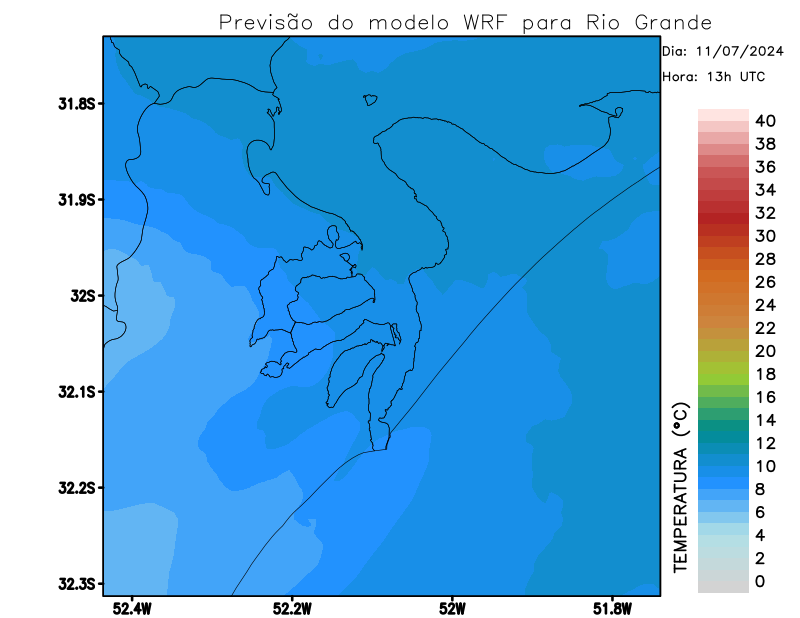 Previsão do modelo WRF para Rio Grande
Dia: 11/07/2024
Hora: 13h UTC
31.8S
31.9S
32S
32.1S
32.2S
32.3S
52.4W
52.2W
52W
51.8W
TEMPERATURA (°C)
40
38
36
34
32
30
28
26
24
22
20
18
16
14
12
10
8
6
4
2
0